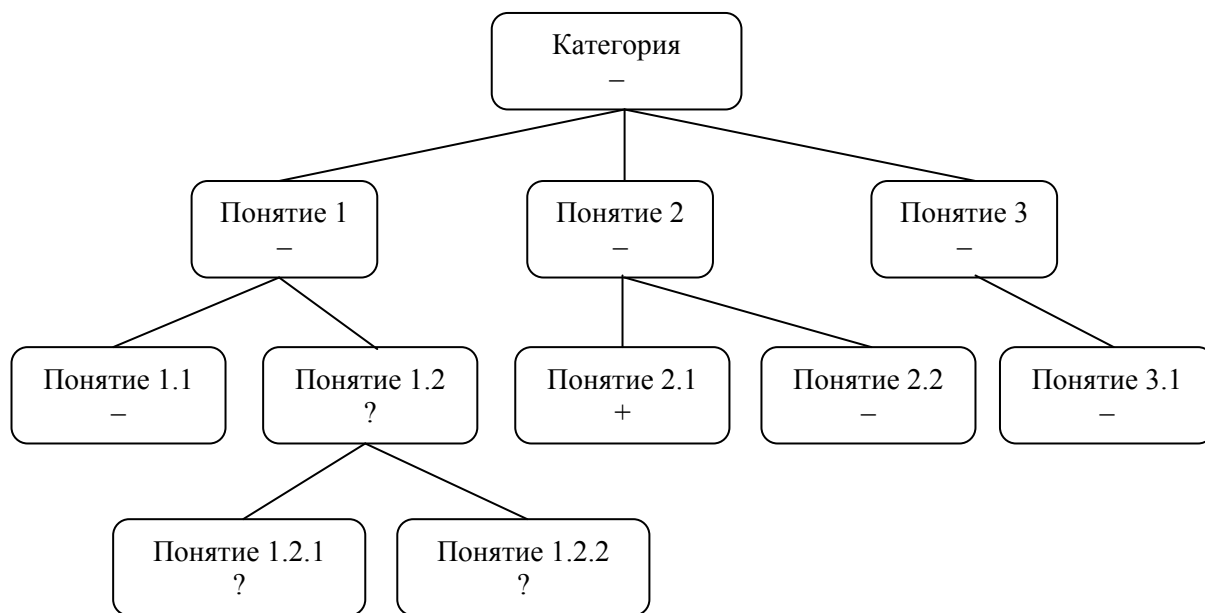 Категория
–
Понятие 1
–
Понятие 2
–
Понятие 3
–
Понятие 1.1
–
Понятие 1.2
?
Понятие 2.1
+
Понятие 2.2
–
Понятие 3.1
–
Понятие 1.2.1
?
Понятие 1.2.2
?